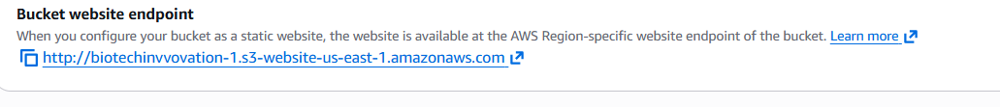 Bucket website endpoint
When you configure your bucket as a static website, the website is available at the AWS Region-specific website endpoint of the bucket. Learn more
http://biotechinvvovation-1.s3-website-us-east-1.amazonaws.com